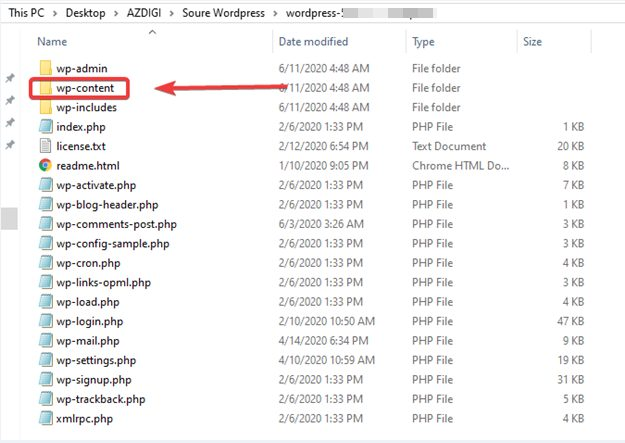 This PC > Desktop > AZDIGI > Soure Wordpress > wordpress-5
Name Date modified Type Size
wp-admin 6/11/2020 4:48 AM File folder
wp-content 6/11/2020 4:48 AM File folder
wp-includes 6/11/2020 4:48 AM File folder
index.php 2/6/2020 1:33 PM PHP File 1 KB
license.txt 2/12/2020 6:54 PM Text Document 20 KB
readme.html 1/10/2020 9:05 PM Chrome HTML Do... 8 KB
wp-activate.php 2/6/2020 1:33 PM PHP File 7 KB
wp-blog-header.php 2/6/2020 1:33 PM PHP File 1 KB
wp-comments-post.php 6/3/2020 3:26 AM PHP File 3 KB
wp-config-sample.php 2/6/2020 1:33 PM PHP File 3 KB
wp-cron.php 2/6/2020 1:33 PM PHP File 4 KB
wp-links-opml.php 2/6/2020 1:33 PM PHP File 3 KB
wp-load.php 2/6/2020 1:33 PM PHP File 4 KB
wp-login.php 2/10/2020 10:50 AM PHP File 47 KB
wp-mail.php 4/14/2020 6:34 PM PHP File 9 KB
wp-settings.php 4/10/2020 10:59 AM PHP File 19 KB
wp-signup.php 2/6/2020 1:33 PM PHP File 31 KB
wp-trackback.php 2/6/2020 1:33 PM PHP File 5 KB
xmlrpc.php 2/6/2020 1:33 PM PHP File 4 KB